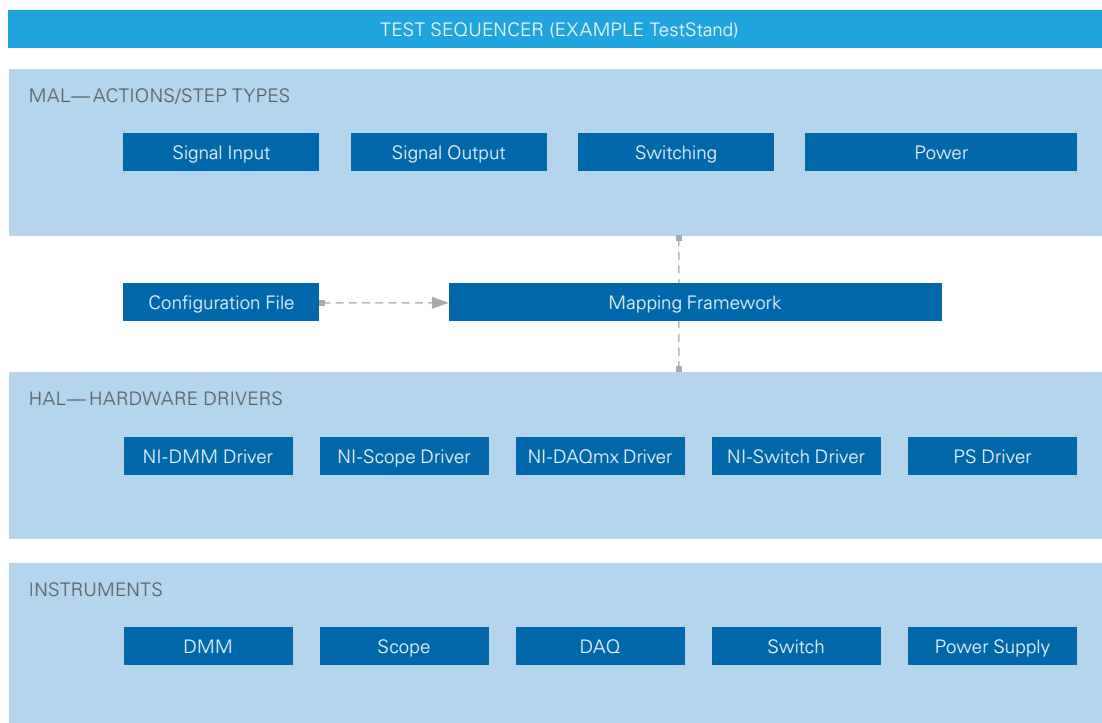 TEST SEQUENCER (EXAMPLE TestStand)
MAL—ACTIONS/STEP TYPES
Signal Input
Signal Output
Switching
Power
Configuration File
Mapping Framework
HAL—HARDWARE DRIVERS
NI-DMM Driver
NI-Scope Driver
NI-DAQmx Driver
NI-Switch Driver
PS Driver
INSTRUMENTS
DMM
Scope
DAQ
Switch
Power Supply